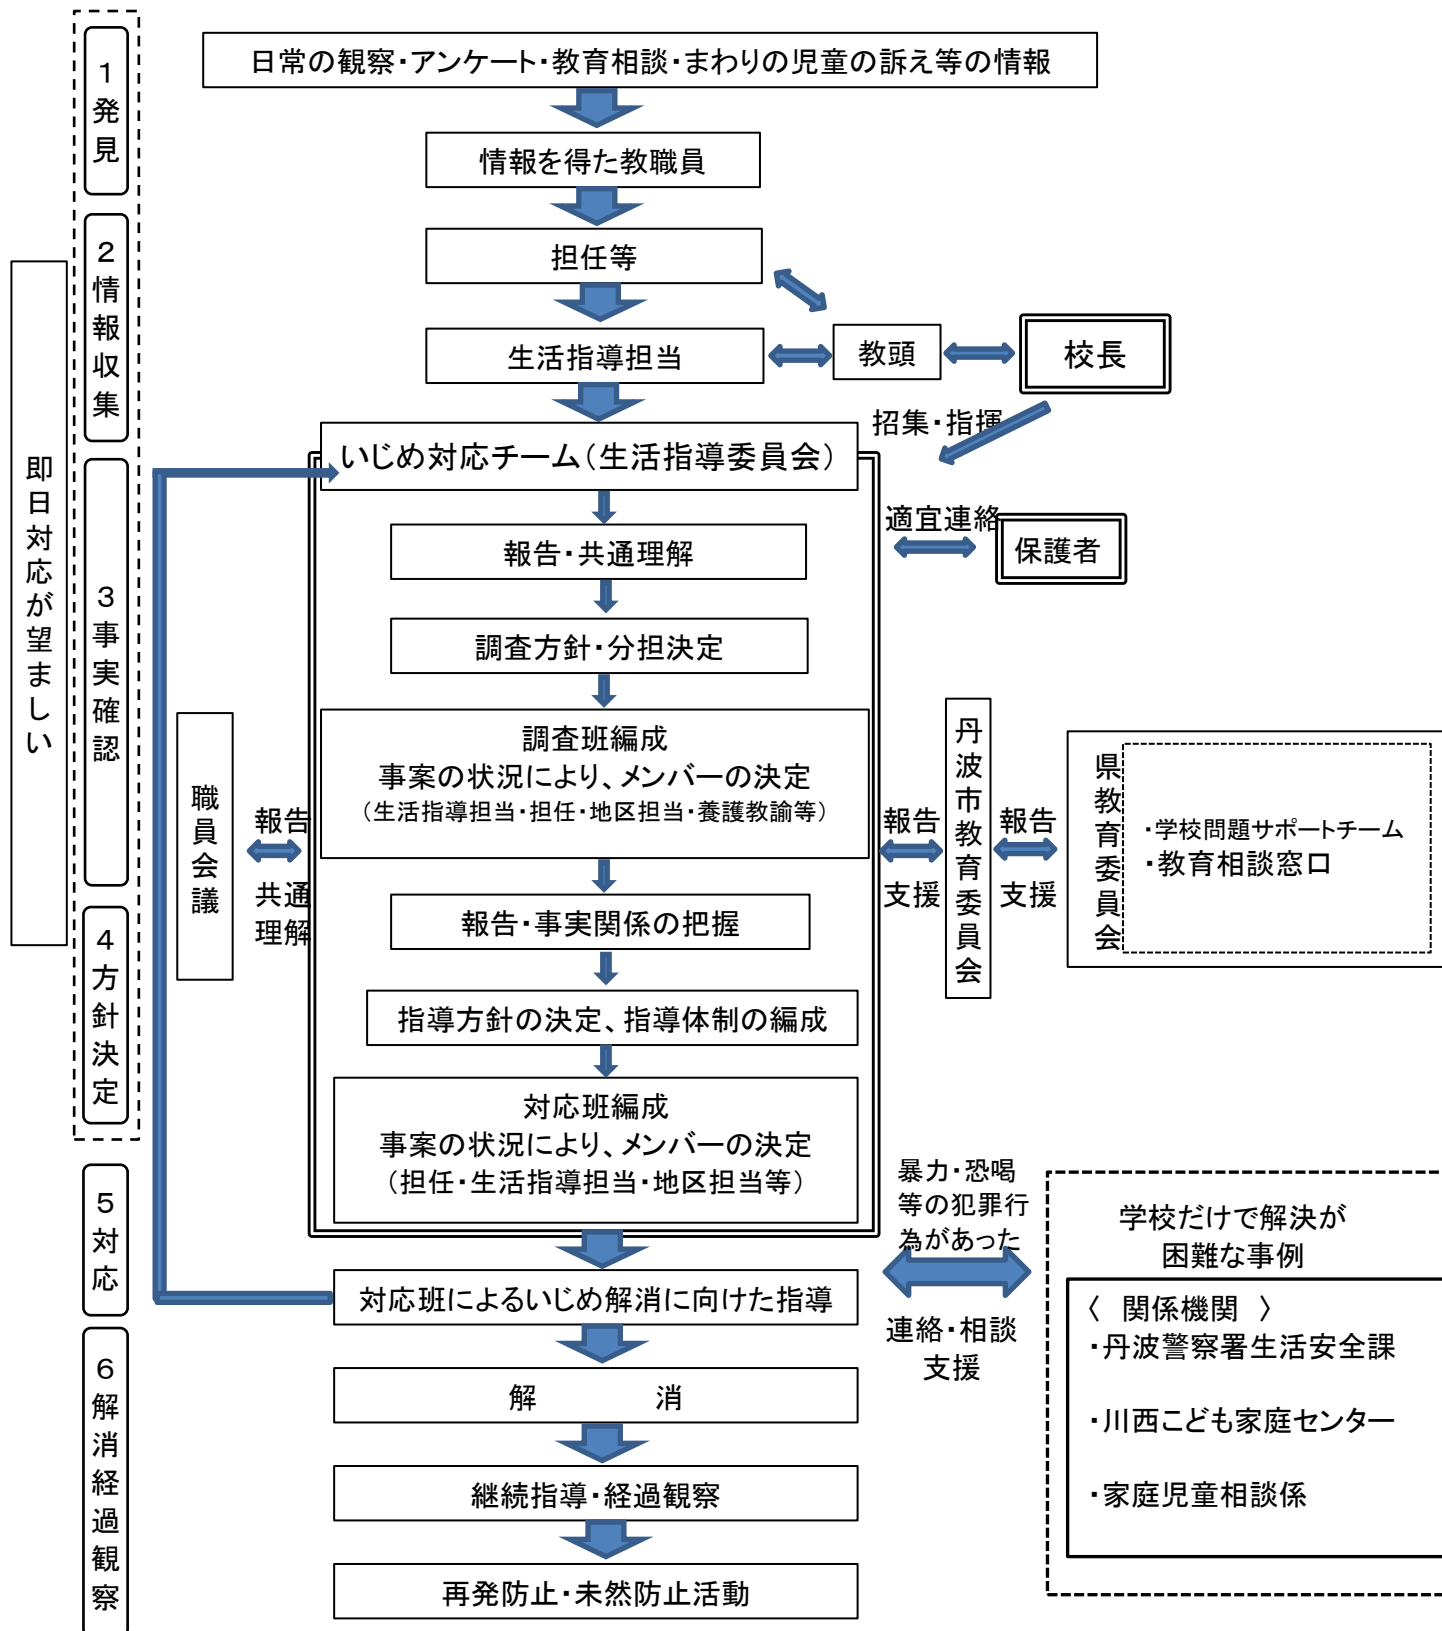 1発見
日常の観察・アンケート・教育相談・まわりの児童の訴え等の情報
情報を得た教職員
2情報収集
担任等
生活指導担当
教頭
校長
招集・指揮
即日対応が望ましい
3事実確認
いじめ対応チーム（生活指導委員会）
報告・共通理解
適宜連絡
保護者
調査方針・分担決定
調査班編成
事案の状況により、メンバーの決定
（生活指導担当・担任・地区担当・養護教諭等）
職員会議
報告
共通
理解
報告
支援
丹波市教育委員会
報告
支援
県教育委員会
・学校問題サポートチーム
・教育相談窓口
報告・事実関係の把握
4方針決定
指導方針の決定、指導体制の編成
対応班編成
事案の状況により、メンバーの決定
（担任・生活指導担当・地区担当等）
5対応
暴力・恐喝
等の犯罪行
為があった
連絡・相談
支援
学校だけで解決が
困難な事例
〈　関係機関　〉
・丹波警察署生活安全課
・川西こども家庭センター
・家庭児童相談係
対応班によるいじめ解消に向けた指導
6解消経過観察
解　　　　消
継続指導・経過観察
再発防止・未然防止活動